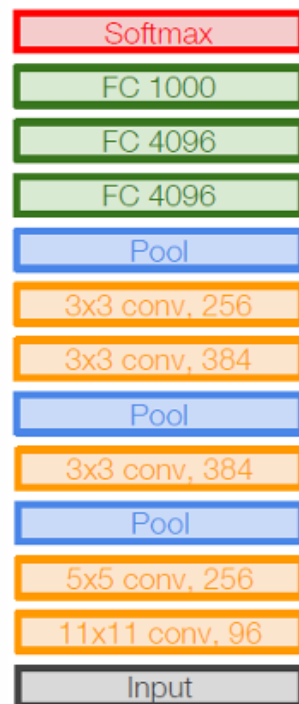 Softmax
FC 1000
FC 4096
FC 4096
Pool
3x3 conv, 256
3x3 conv, 384
Pool
3x3 conv, 384
Pool
5x5 conv, 256
11x11 conv, 96
Input